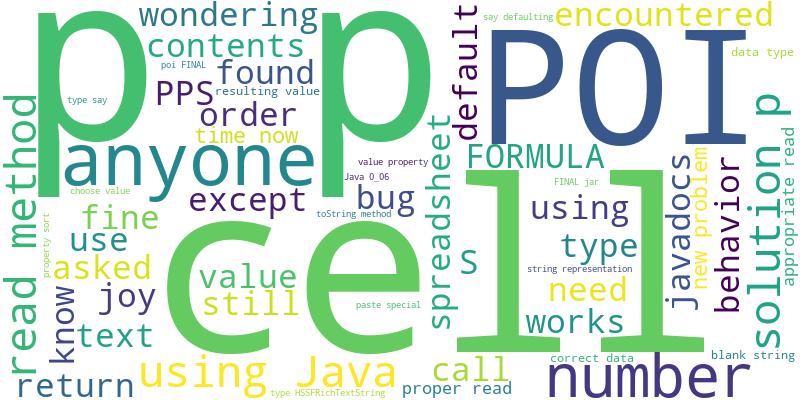 wondering
p p
POI
default
say defaulting
encountered
contents
poi FINAL
found
data type
type say
PPS
resulting value
order
time now
anyone
value property
FORMULA
read method
spreadsheet
solution p
appropriate read
Java 0_06
javadocs
new problem
behavior
choose value
except
bug
FINAL jar
using
fine
toString method
cell
use
property sort
S
type
asked
value
string representation
know
joy
still
paste special
need
text
works
using Java
call
correct data
blank string
return
type HSSFRichTextString
proper read
number